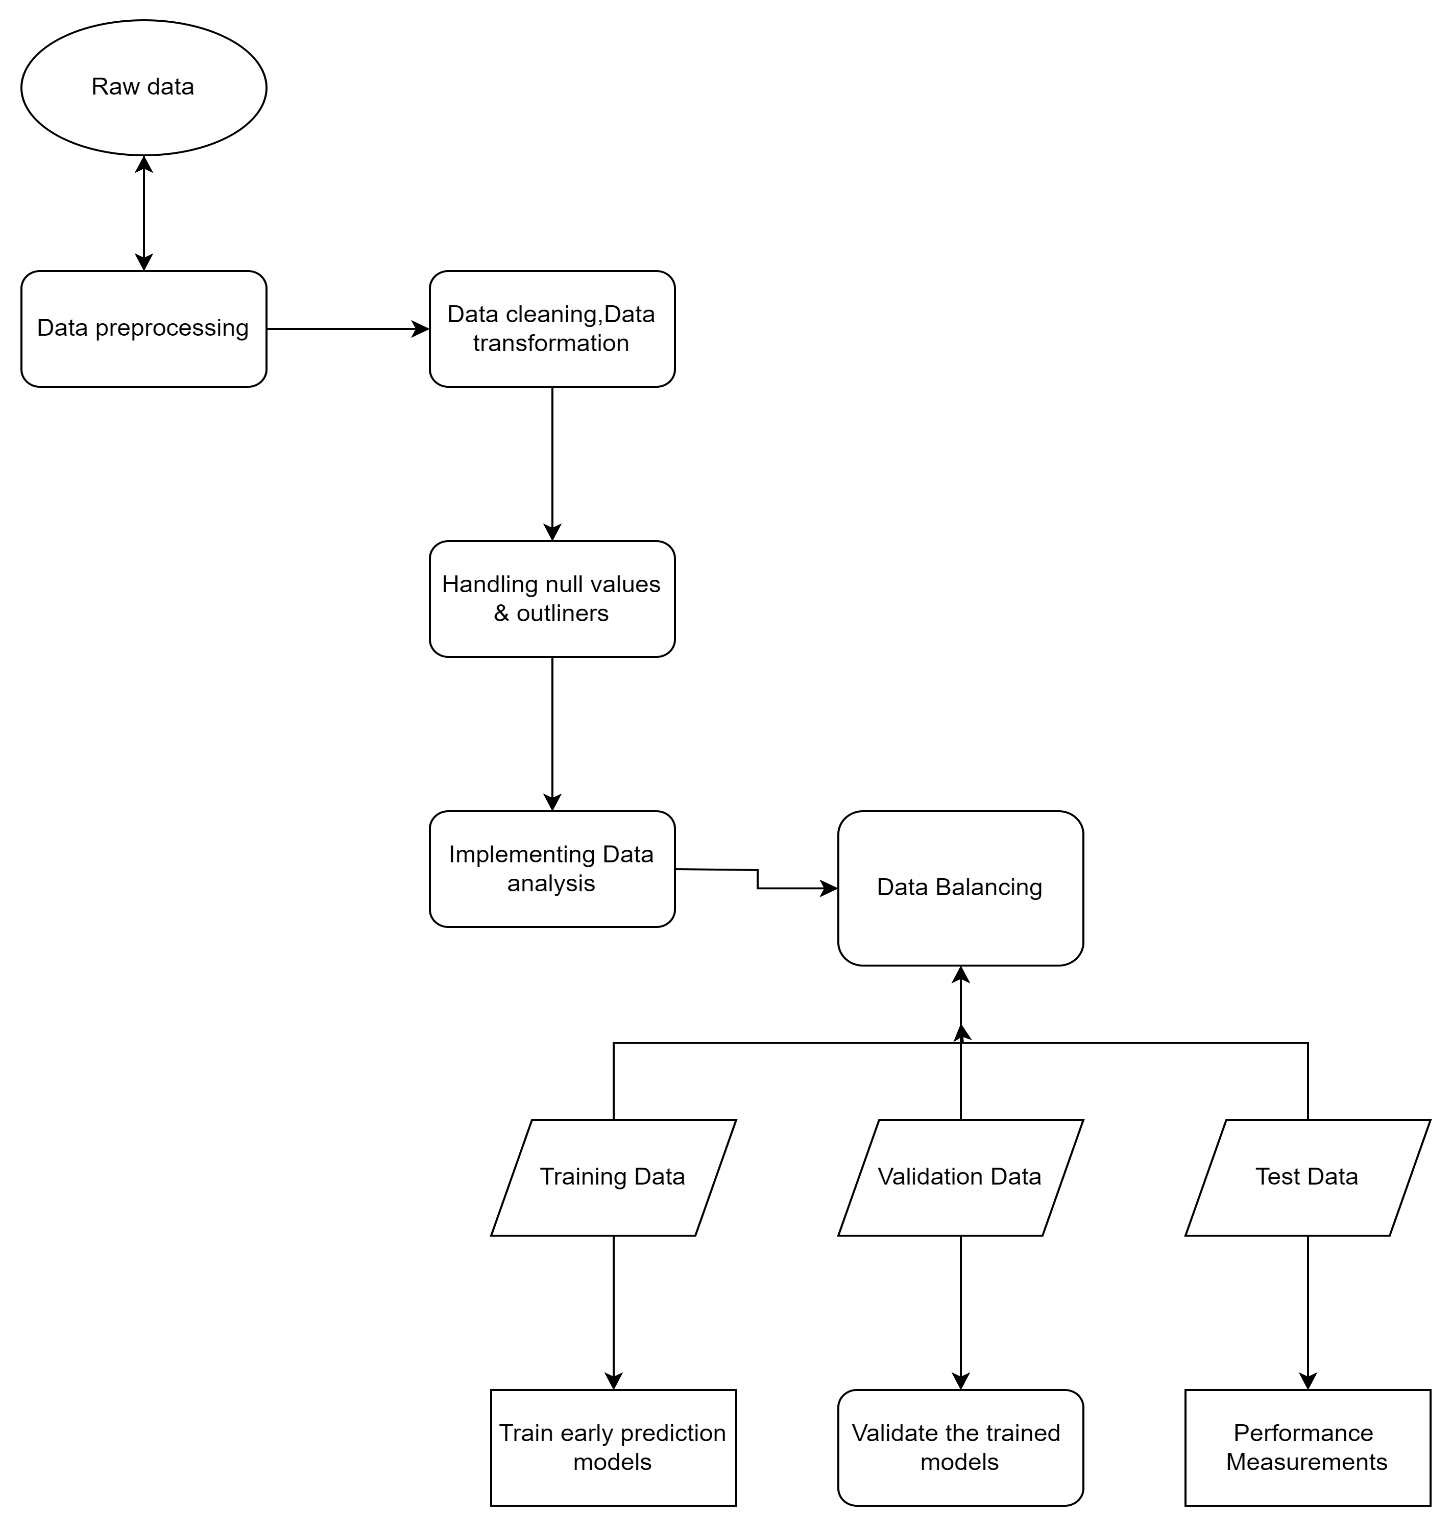 Raw data
Data preprocessing
Data cleaning,Data
transformation
Handling null values
& outliners
Implementing Data
analysis
Data Balancing
Training Data
Validation Data
Test Data
Train early prediction
models
Validate the trained
models
Performance
Measurements